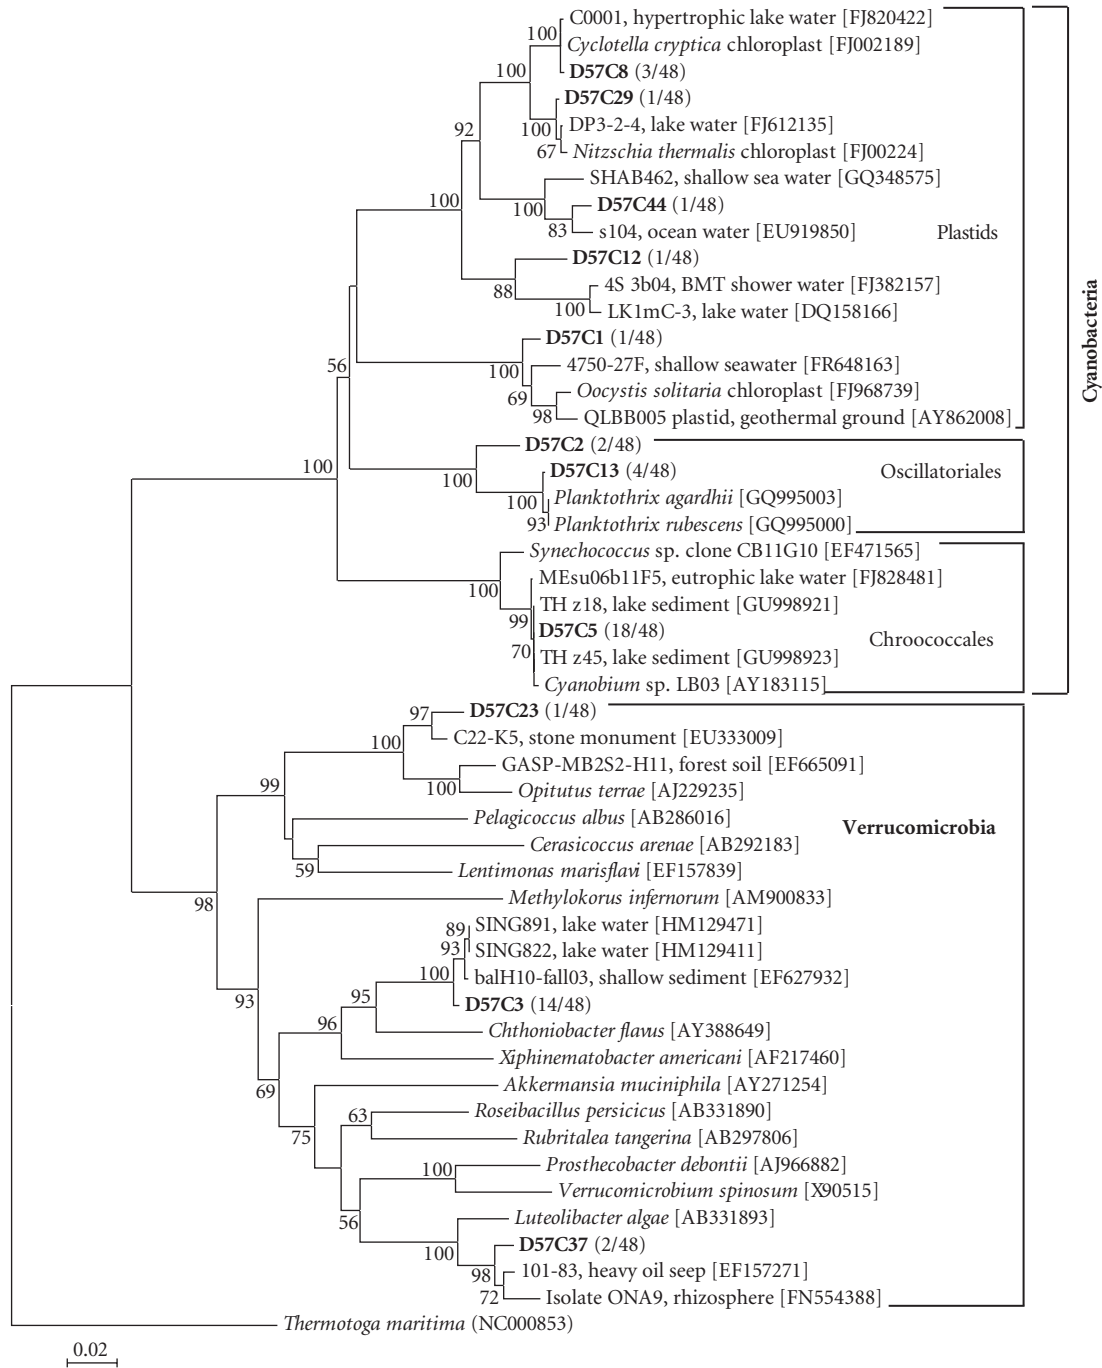 C0001, hypertrophic lake water [FJ820422]
100
Cyclotella cryptica chloroplast [FJ002189]
100
D57C8 (3/48)
D57C29 (1/48)
92
100
DP3-2-4, lake water [FJ612135]
67
Nitzschia thermalis chloroplast [FJ00224]
SHAB462, shallow sea water [GQ348575]
100
100
D57C44 (1/48)
83
s104, ocean water [EU919850]
Plastids
D57C12 (1/48)
88
4S 3b04, BMT shower water [FJ382157]
100
LK1mC-3, lake water [DQ158166]
Cyanobacteria
D57C1 (1/48)
56
100
4750-27F, shallow seawater [FR648163]
69
Oocystis solitaria chloroplast [FJ968739]
98
QLBB005 plastid, geothermal ground [AY862008]
D57C2 (2/48)
100
100
D57C13 (4/48)
Oscillatoriales
100
Planktothrix agardhii [GQ995003]
93
Planktothrix rubescens [GQ995000]
Synechococcus sp. clone CB11G10 [EF471565]
100
MEsu06b11F5, eutrophic lake water [FJ828481]
TH z18, lake sediment [GU998921]
99
D57C5 (18/48)
Chroococcales
70
TH z45, lake sediment [GU998923]
Cyanobium sp. LB03 [AY183115]
97
D57C23 (1/48)
100
C22-K5, stone monument [EU333009]
GASP-MB2S2-H11, forest soil [EF665091]
99
100
Opitutus terrae [AJ229235]
Pelagicoccus albus [AB286016]
Verrucomicrobia
Cerasicoccus arenae [AB292183]
59
Lentimonas marisflavi [EF157839]
98
Methylokorus infernorum [AM900833]
89
SING891, lake water [HM129471]
93
SING822, lake water [HM129411]
100
balH10-fall03, shallow sediment [EF627932]
93
95
D57C3 (14/48)
96
Chthoniobacter flavus [AY388649]
Xiphinematobacter americani [AF217460]
69
Akkermansia muciniphila [AY271254]
63
Roseibacillus persicicus [AB331890]
75
Rubritalea tangerina [AB297806]
100
Prosthecobacter debontii [AJ966882]
Verrucomicrobium spinosum [X90515]
56
Luteolibacter algae [AB331893]
100
D57C37 (2/48)
98
101-83, heavy oil seep [EF157271]
72
Isolate ONA9, rhizosphere [FN554388]
Thermotoga maritima (NC000853)
0.02